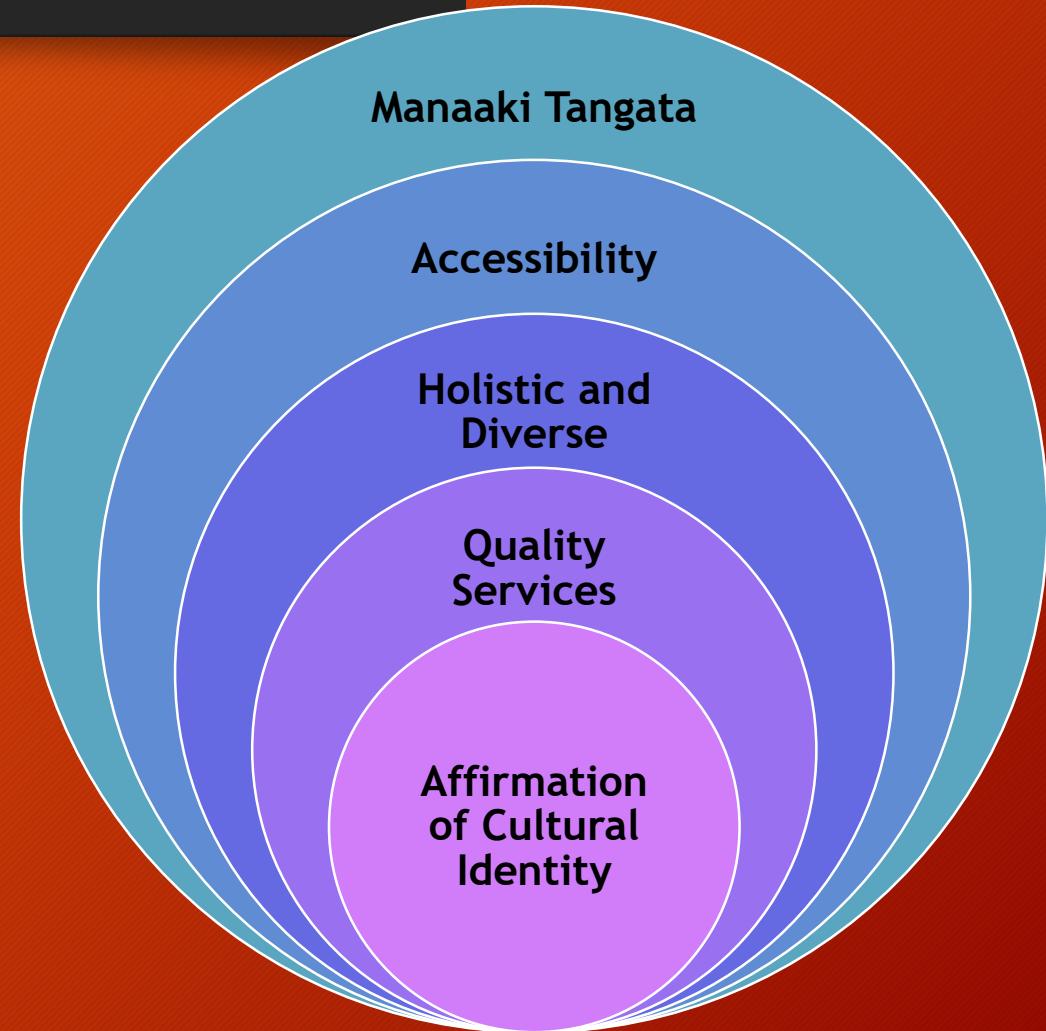 Manaaki Tangata
Accessibility
Holistic and
Diverse
Quality
Services
Affirmation
of Cultural
Identity